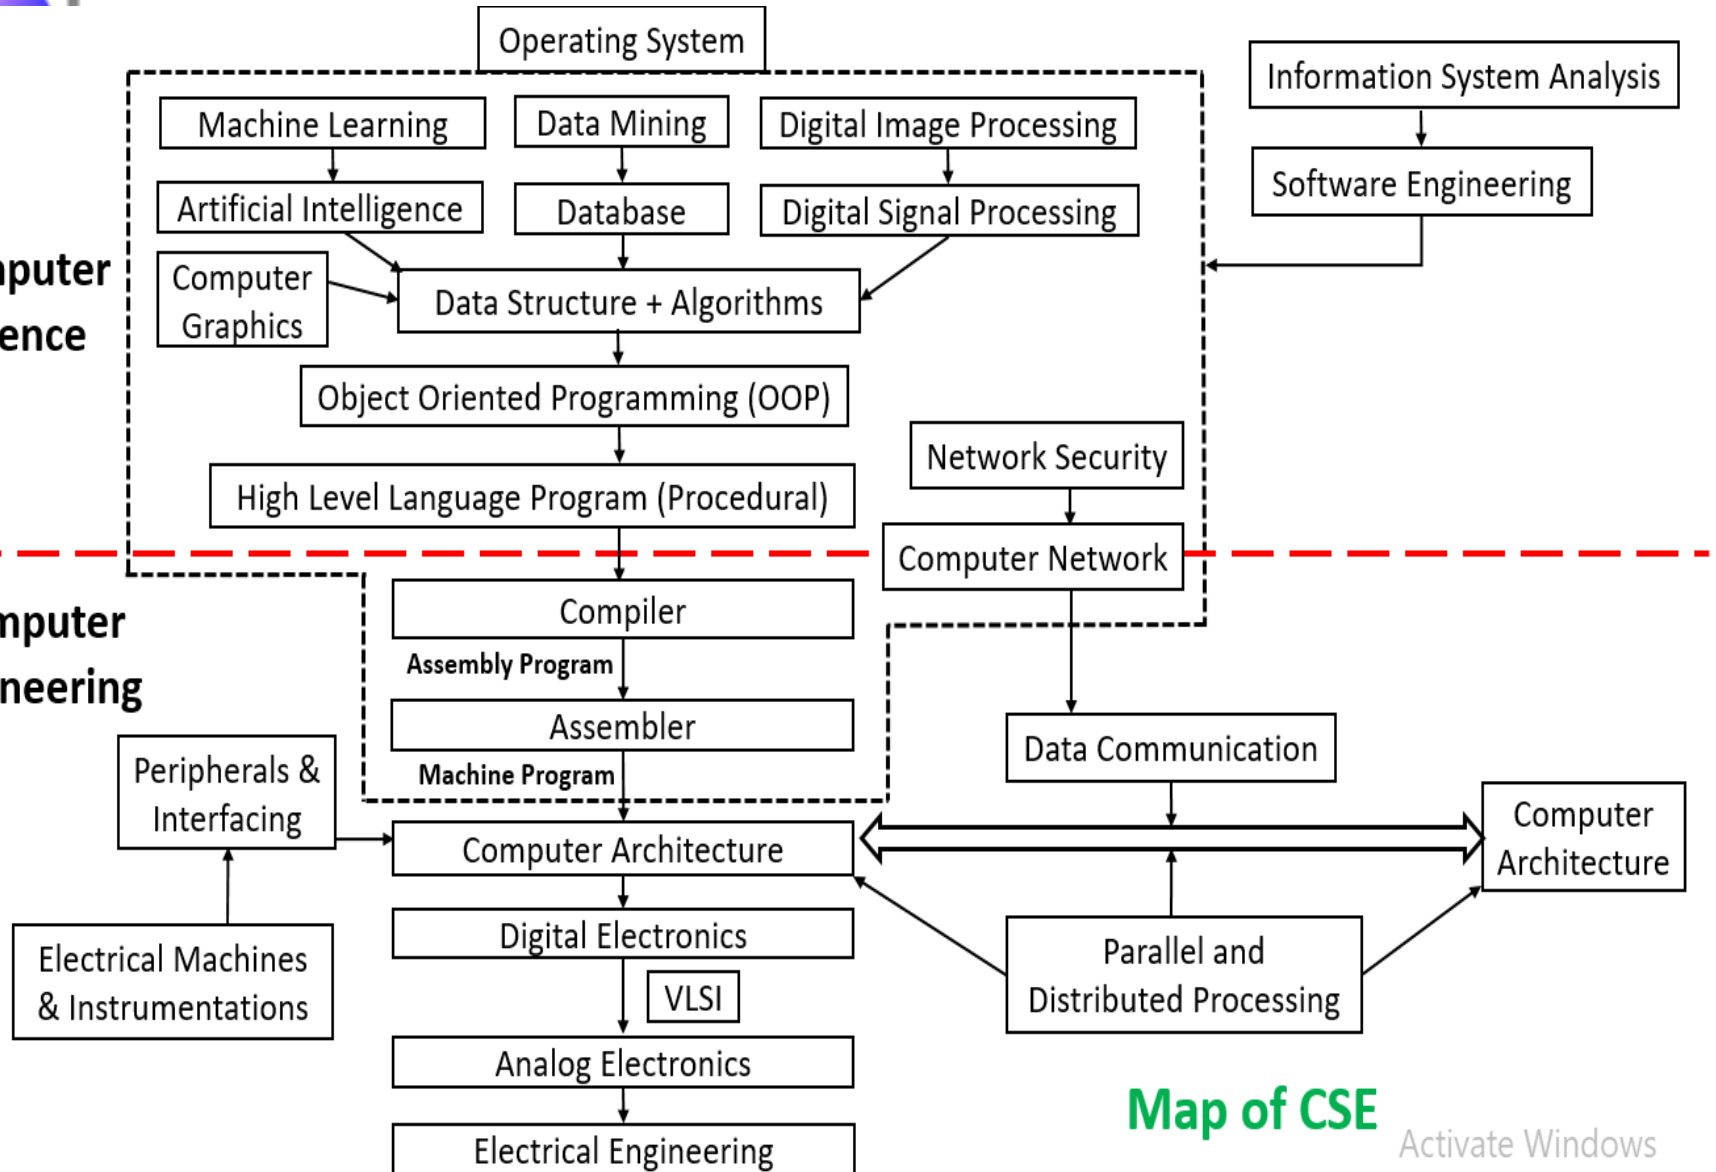 Operating System
Information System Analysis
Machine Learning
Data Mining
Digital Image Processing
Software Engineering
Artificial Intelligence
Database
Digital Signal Processing
puter
ence
Computer
Graphics
Data Structure + Algorithms
Object Oriented Programming (OOP)
Network Security
High Level Language Program (Procedural)
Computer Network
mputer
neering
Compiler
Assembly Program
Assembler
Machine Program
Peripherals &
Interfacing
Data Communication
Computer Architecture
Computer
Architecture
Digital Electronics
Electrical Machines
& Instrumentations
VLSI
Parallel and
Distributed Processing
Analog Electronics
Map of CSE
Electrical Engineering
Activate Windows